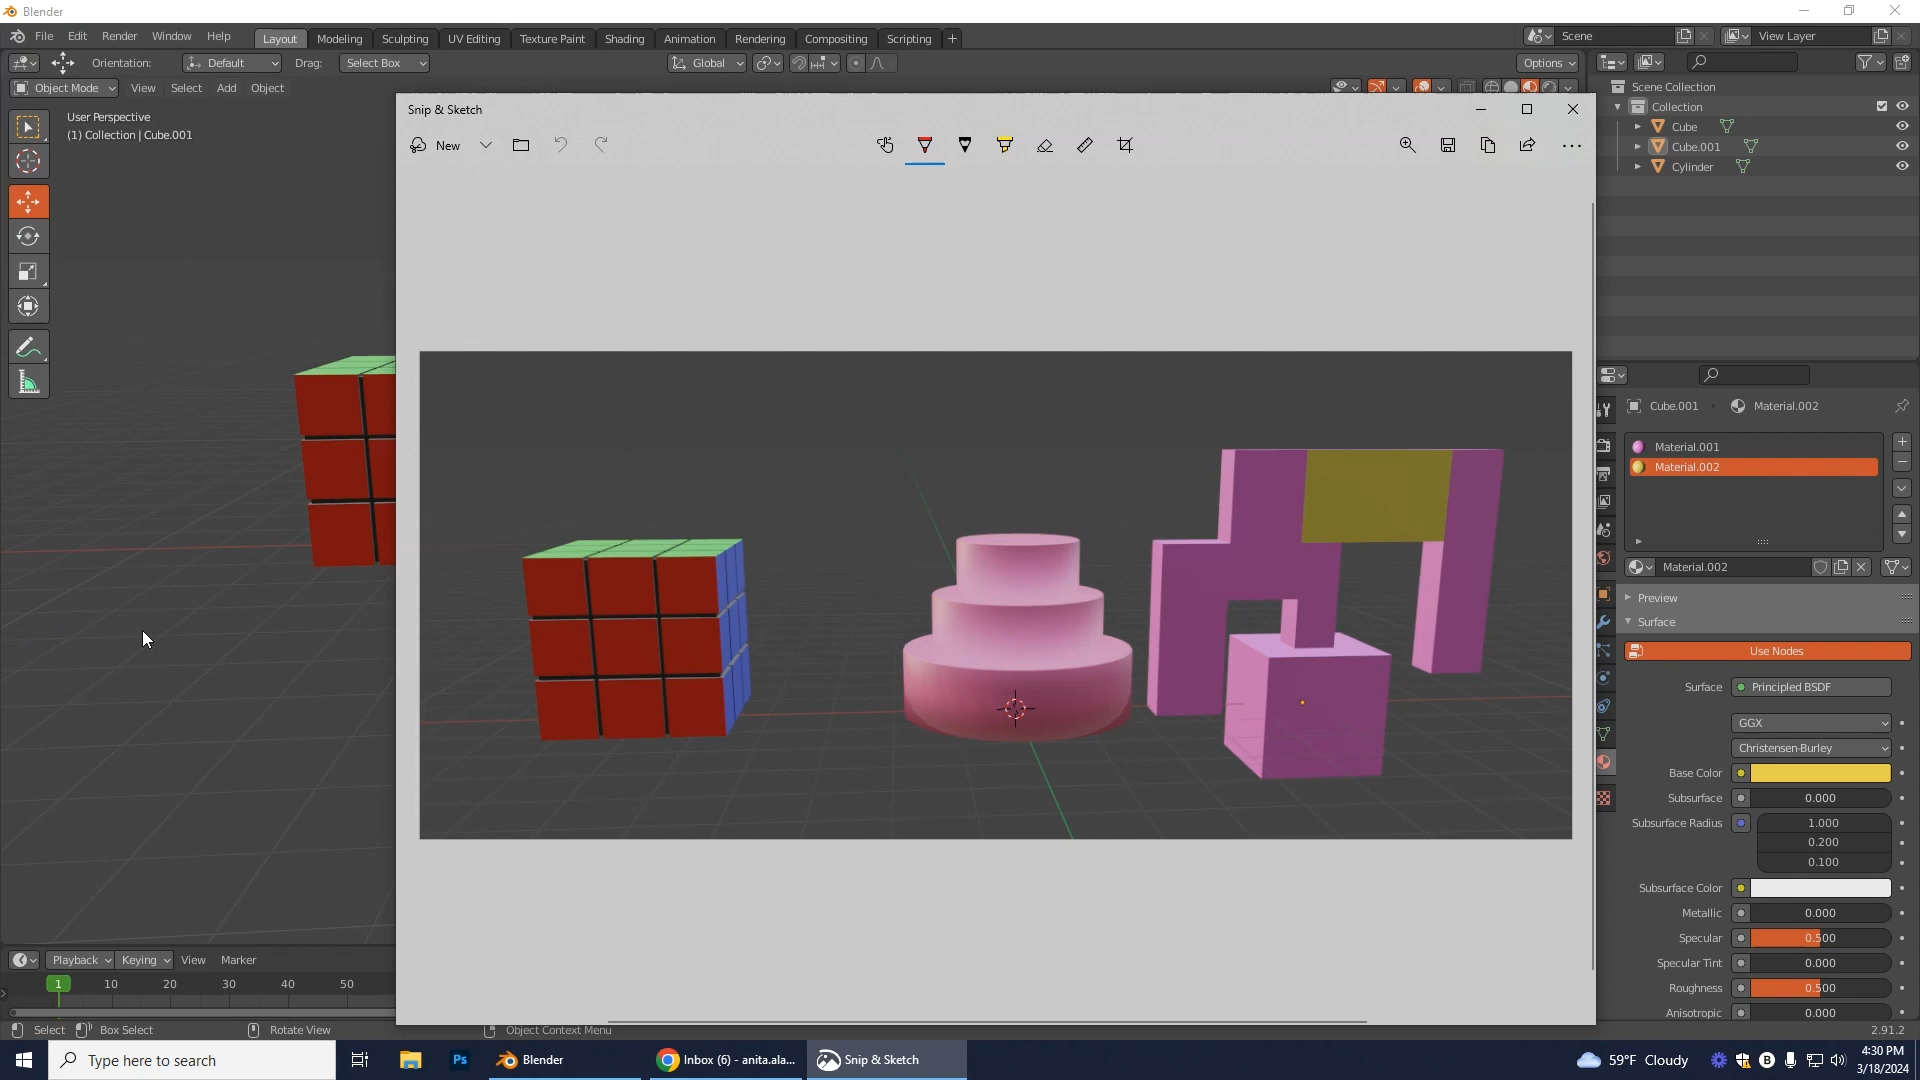 Blender
File Edit Render Window Help Layout Modeling Sculpting UV Editing Texture Paint Shading Animation Rendering Compositing Scripting + Scene View Layer
Orientation: Default Drag: Select Box Global Options
Object Mode View Select Add Object
User Perspective
(1) Collection | Cube.001
Snip & Sketch
New
Scene Collection
Collection
Cube
Cube.001
Cylinder
Cube.001 Material.002
Material.001
Material.002
Material.002
Preview
Surface
Use Nodes
Surface Principled BSDF
GGX
Christensen-Burley
Base Color
Subsurface 0.000
Subsurface Radius 1.000
0.200
0.100
Subsurface Color
Metallic 0.000
Specular 0.500
Specular Tint 0.000
Roughness 0.500
Anisotropic 0.000
Playback Keying View Marker
1 10 20 30 40 50
Select Box Select Rotate View Object Context Menu 2.91.2
Type here to search Ps Blender Inbox (6) - anita.ala... Snip & Sketch 59°F Cloudy 4:30 PM
3/18/2024